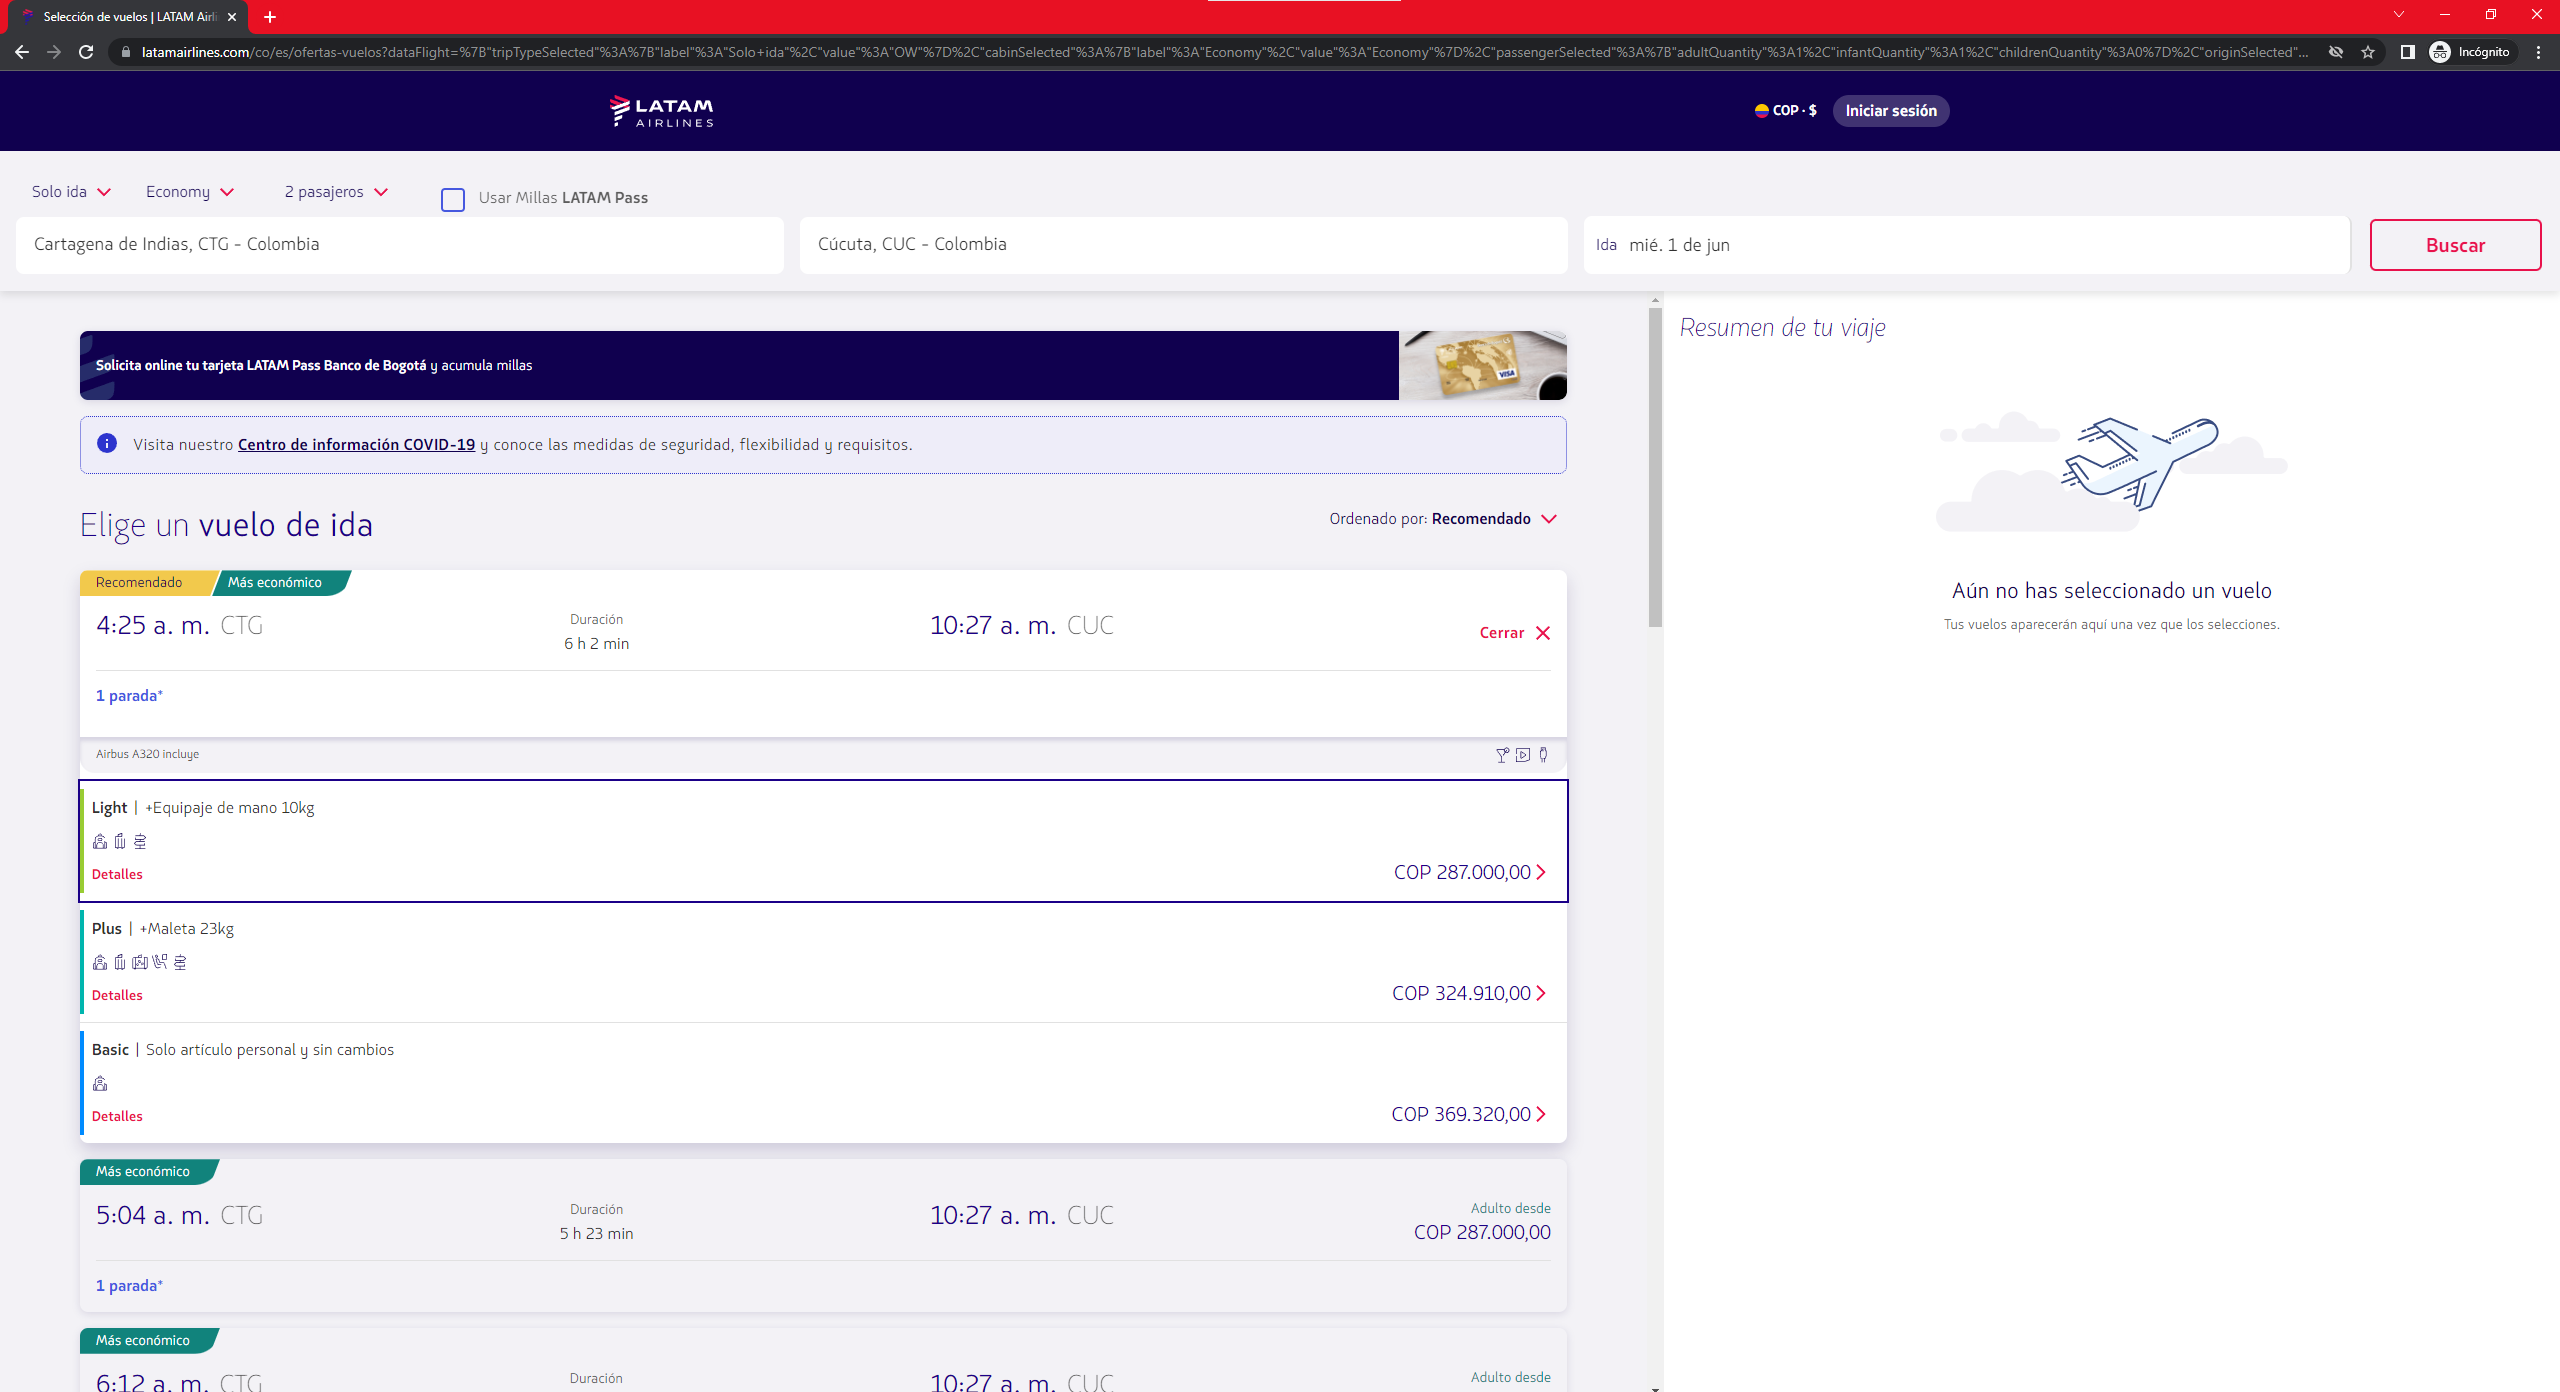 Selección de vuelos | LATAM Airli
latamairlines.com/co/es/ofertas-vuelos?dataFlight=%7B"tripTypeSelected"%3A%7B"label"%3A"Solo+ida"%2C"value"%3A"OW"%7D%2C"cabinSelected"%3A%7B"label"%3A"Economy"%2C"value"%3A"Economy"%7D%2C"passengerSelected"%3A%7B"adultQuantity"%3A1%2C"infantQuantity"%3A1%2C"childrenQuantity"%3A0%7D%2C"originSelected"...
Incógnito
LATAM
AIRLINES
COP · $
Iniciar sesión
Solo ida
Economy
2 pasajeros
Usar Millas LATAM Pass
Cartagena de Indias, CTG - Colombia
Cúcuta, CUC - Colombia
Ida mié. 1 de jun
Buscar
Solicita online tu tarjeta LATAM Pass Banco de Bogotá y acumula millas
VISA
Visita nuestro Centro de información COVID-19 y conoce las medidas de seguridad, flexibilidad y requisitos.
Elige un vuelo de ida
Ordenado por: Recomendado
Recomendado
Más económico
4:25 a. m. CTG
Duración
6 h 2 min
10:27 a. m. CUC
Cerrar
1 parada*
Airbus A320 incluye
Light | +Equipaje de mano 10kg
Detalles
COP 287.000,00
Plus | +Maleta 23kg
Detalles
COP 324.910,00
Basic | Solo artículo personal y sin cambios
Detalles
COP 369.320,00
Más económico
5:04 a. m. CTG
Duración
5 h 23 min
10:27 a. m. CUC
Adulto desde
COP 287.000,00
1 parada*
Más económico
6:12 a. m. CTG
Duración
10:27 a. m. CUC
Adulto desde
Resumen de tu viaje
Aún no has seleccionado un vuelo
Tus vuelos aparecerán aquí una vez que los selecciones.